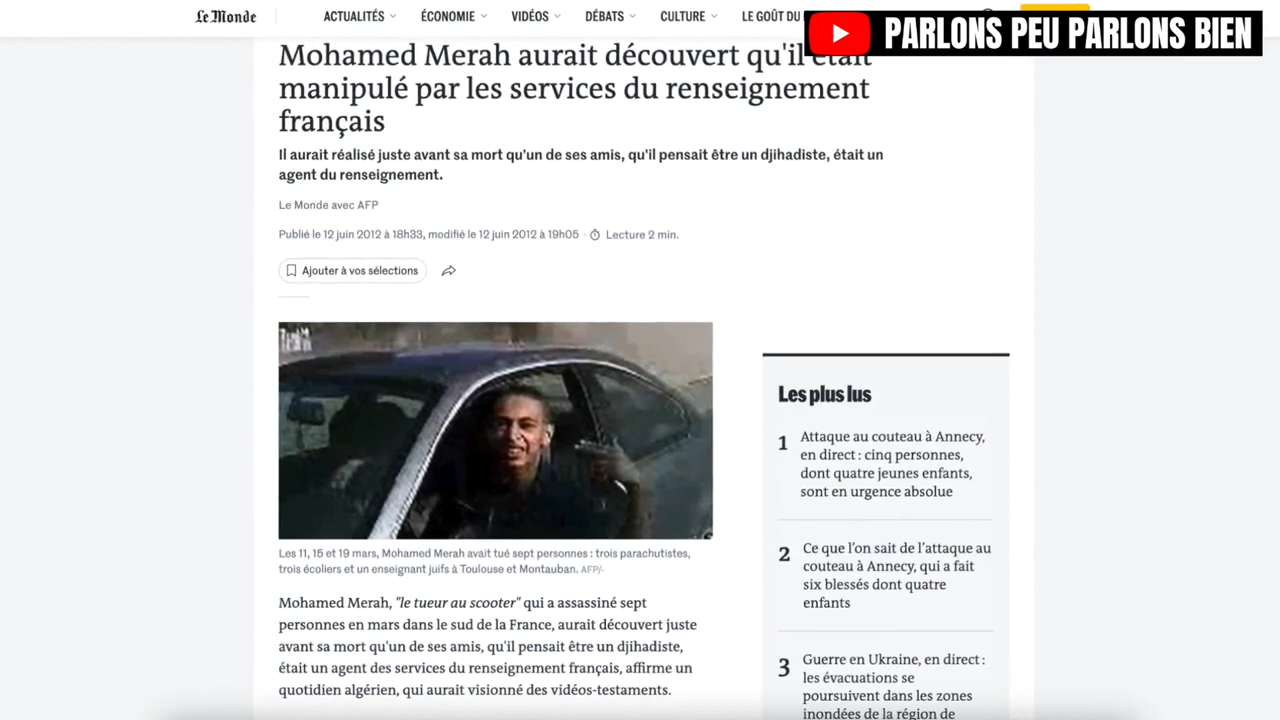 Le Monde
ACTUALITÉS
ÉCONOMIE
VIDÉOS
DÉBATS
CULTURE
LE GOÛT DU
PARLONS PEU PARLONS BIEN
Mohamed Merah aurait découvert qu'il était
manipulé par les services du renseignement
français
Il aurait réalisé juste avant sa mort qu'un de ses amis, qu'il pensait être un djihadiste, était un
agent du renseignement.
Le Monde avec AFP
Publié le 12 juin 2012 à 18h33, modifié le 12 juin 2012 à 19h05 · Lecture 2 min.
Ajouter à vos sélections
Les 11, 15 et 19 mars, Mohamed Merah avait tué sept personnes : trois parachutistes,
trois écoliers et un enseignant juifs à Toulouse et Montauban. AFP/-
Mohamed Merah, "le tueur au scooter" qui a assassiné sept
personnes en mars dans le sud de la France, aurait découvert juste
avant sa mort qu'un de ses amis, qu'il pensait être un djihadiste,
était un agent des services du renseignement français, affirme un
quotidien algérien, qui aurait visionné des vidéos-testaments.
Les plus lus
1 Attaque au couteau à Annecy,
en direct : cinq personnes,
dont quatre jeunes enfants,
sont en urgence absolue
2 Ce que l'on sait de l'attaque au
couteau à Annecy, qui a fait
six blessés dont quatre
enfants
3 Guerre en Ukraine, en direct :
les évacuations se
poursuivent dans les zones
inondées de la région de